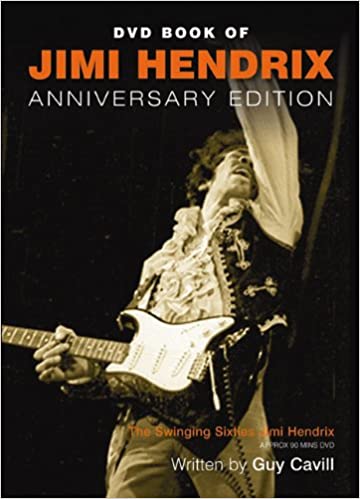 DVD BOOK OF
JIMI HENDRIX
ANNIVERSARY EDITION
The Swinging Sixties Jimi Hendrix
APPROX 90 MINS DVD
Written by Guy Cavill